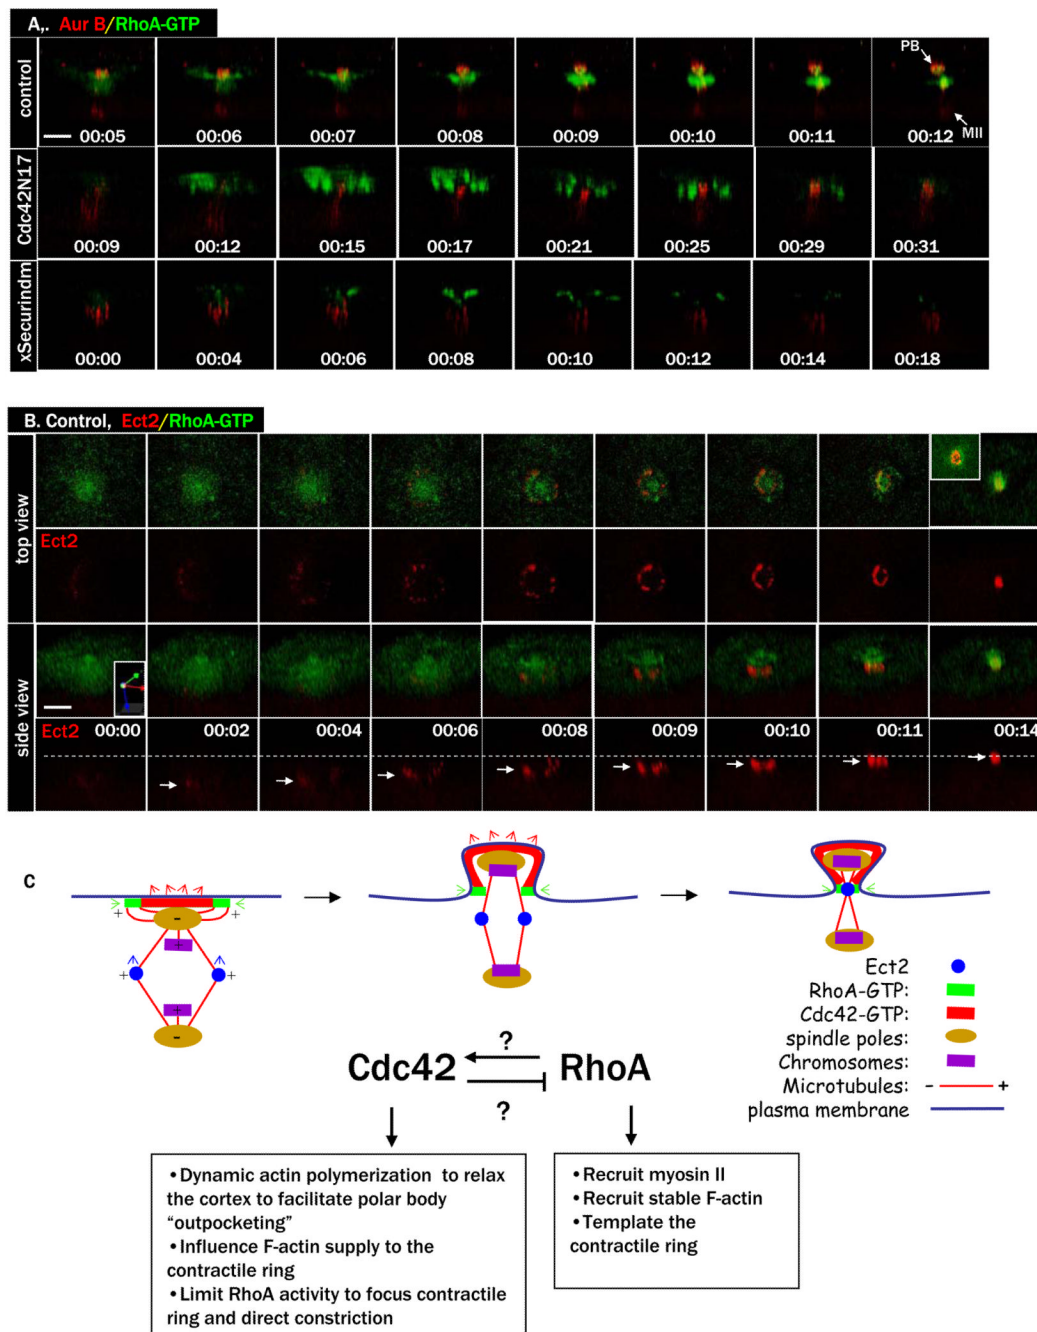 A,. Aur B/RhoA-GTP
control
00:05 00:06 00:07 00:08 00:09 00:10 00:11 00:12
PB
MII
Cdc42N17
00:09 00:12 00:15 00:17 00:21 00:25 00:29 00:31
xSecurindm
00:00 00:04 00:06 00:08 00:10 00:12 00:14 00:18
B. Control, Ect2/RhoA-GTP
top view
Ect2
side view
Ect2 00:00 00:02 00:04 00:06 00:08 00:09 00:10 00:11 00:14
C
+ - + + + + + -
Ect2
RhoA-GTP:
Cdc42-GTP:
spindle poles:
Chromosomes:
Microtubules: - +
plasma membrane
?
Cdc42 RhoA
?
•Dynamic actin polymerization to relax
the cortex to facilitate polar body
“outpocketing”
•Influence F-actin supply to the
contractile ring
•Limit RhoA activity to focus contractile
ring and direct constriction
•Recruit myosin II
•Recruit stable F-actin
•Template the
contractile ring